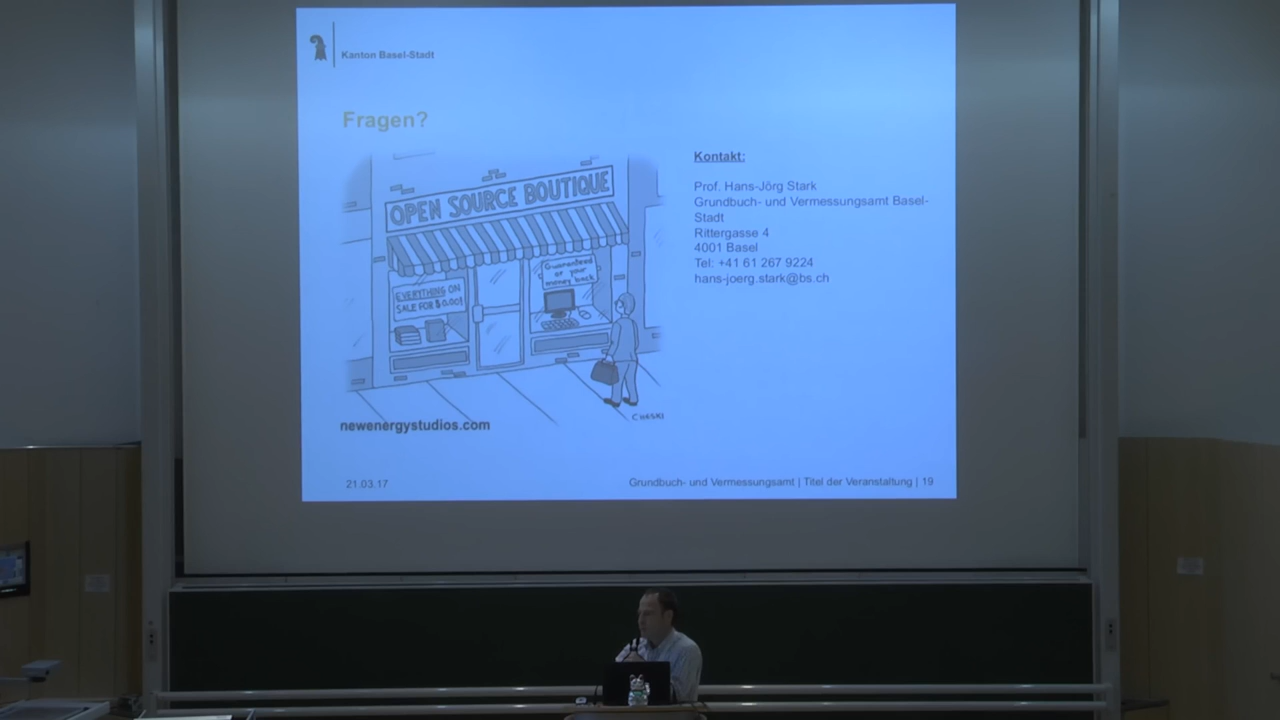 Kanton Basel-Stadt
Fragen?
OPEN SOURCE BOUTIQUE
Guaranteed
or your
money back
EVERYTHING ON
SALE FOR $0.00!
newenergystudios.com
Kontakt:
Prof. Hans-Jörg Stark
Grundbuch- und Vermessungsamt Basel-
Stadt
Rittergasse 4
4001 Basel
Tel: +41 61 267 9224
hans-joerg.stark@bs.ch
21.03.17
Grundbuch- und Vermessungsamt | Titel der Veranstaltung | 19